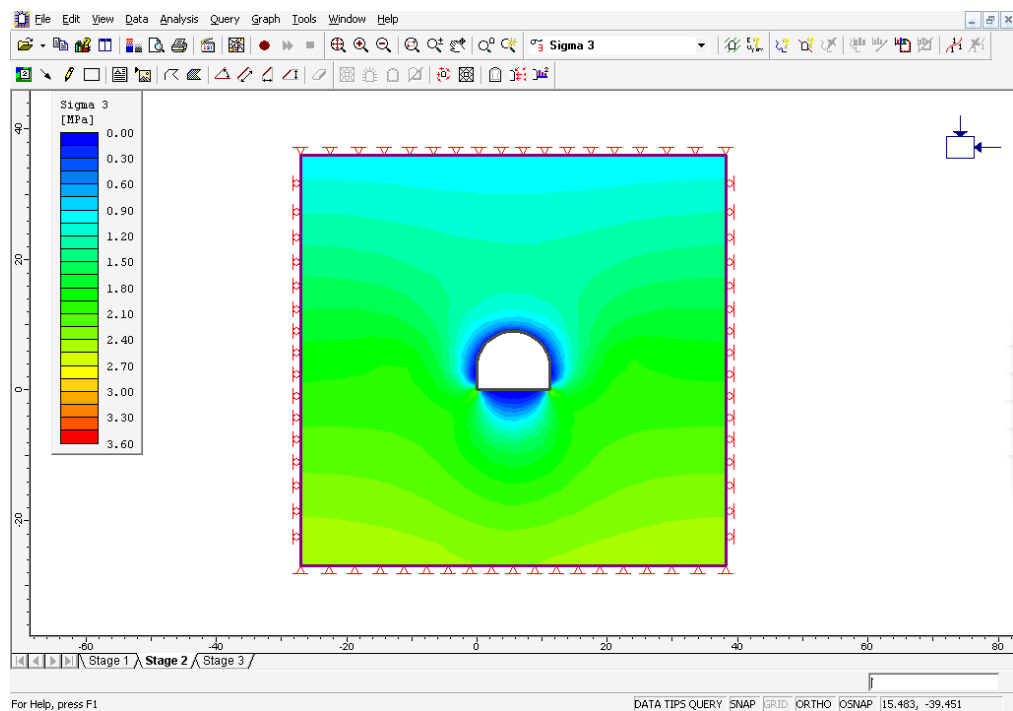 File Edit View Data Analysis Query Graph Tools Window Help
σ3 Sigma 3
2
Sigma 3
[MPa]
0.00
0.30
0.60
0.90
1.20
1.50
1.80
2.10
2.40
2.70
3.00
3.30
3.60
40
20
0
-20
-60 -40 -20 0 20 40 60 80
Stage 1 Stage 2 Stage 3
For Help, press F1 DATA TIPS QUERY SNAP GRID ORTHO OSNAP 15.483, -39.451